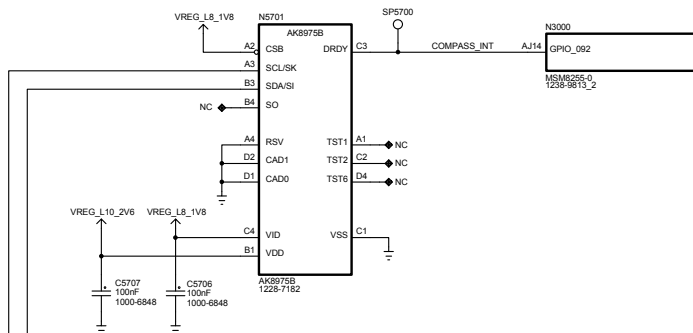 SP5700
VREG_L8_1V8
N5701
N3000
AK8975B
A2 CSB DRDY C3 COMPASS_INT AJ14 GPIO_092
A3 SCL/SK
B3 SDA/SI
MSM8255-0
1238-9813_2
NC B4 SO
A4 RSV TST1 A1 NC
D2 CAD1 TST2 C2 NC
D1 CAD0 TST6 D4 NC
VREG_L10_2V6 VREG_L8_1V8
C4 VID VSS C1
B1 VDD
AK8975B
1228-7182
C5707 C5706
100nF 100nF
1000-6848 1000-6848